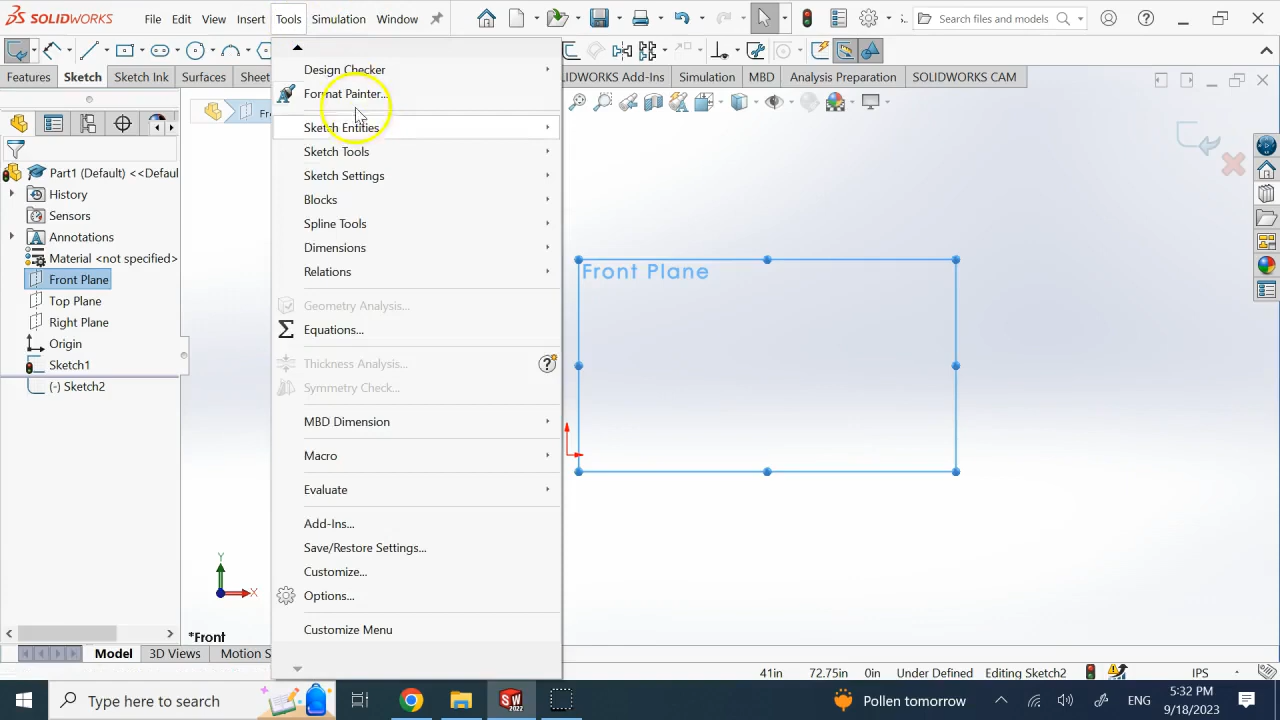 SOLIDWORKS File Edit View Insert Tools Simulation Window Search files and models
Features Sketch Sketch Ink Surfaces Sheet DLIDWORKS Add-Ins Simulation MBD Analysis Preparation SOLIDWORKS CAM
Design Checker
Format Painter...
Sketch Entities
Sketch Tools
Sketch Settings
Blocks
Spline Tools
Dimensions
Relations
Geometry Analysis...
Equations...
Thickness Analysis...
Symmetry Check...
MBD Dimension
Macro
Evaluate
Add-Ins...
Save/Restore Settings...
Customize...
Options...
Customize Menu
Part1 (Default) <<Defaul
History
Sensors
Annotations
Material <not specified>
Front Plane
Top Plane
Right Plane
Origin
Sketch1
(-) Sketch2
Fro
Front Plane
Y
X
*Front
Model 3D Views Motion S
41in 72.75in 0in Under Defined Editing Sketch2 IPS
Type here to search
SW
2022
Pollen tomorrow
ENG
5:32 PM
9/18/2023